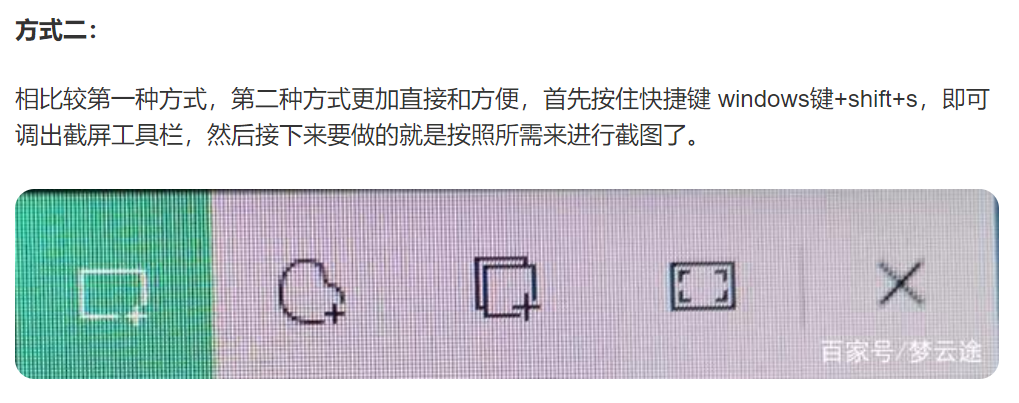 方式二：
相比较第一种方式，第二种方式更加直接和方便，首先按住快捷键 windows键+shift+s，即可
调出截屏工具栏，然后接下来要做的就是按照所需来进行截图了。
百家号/梦云途